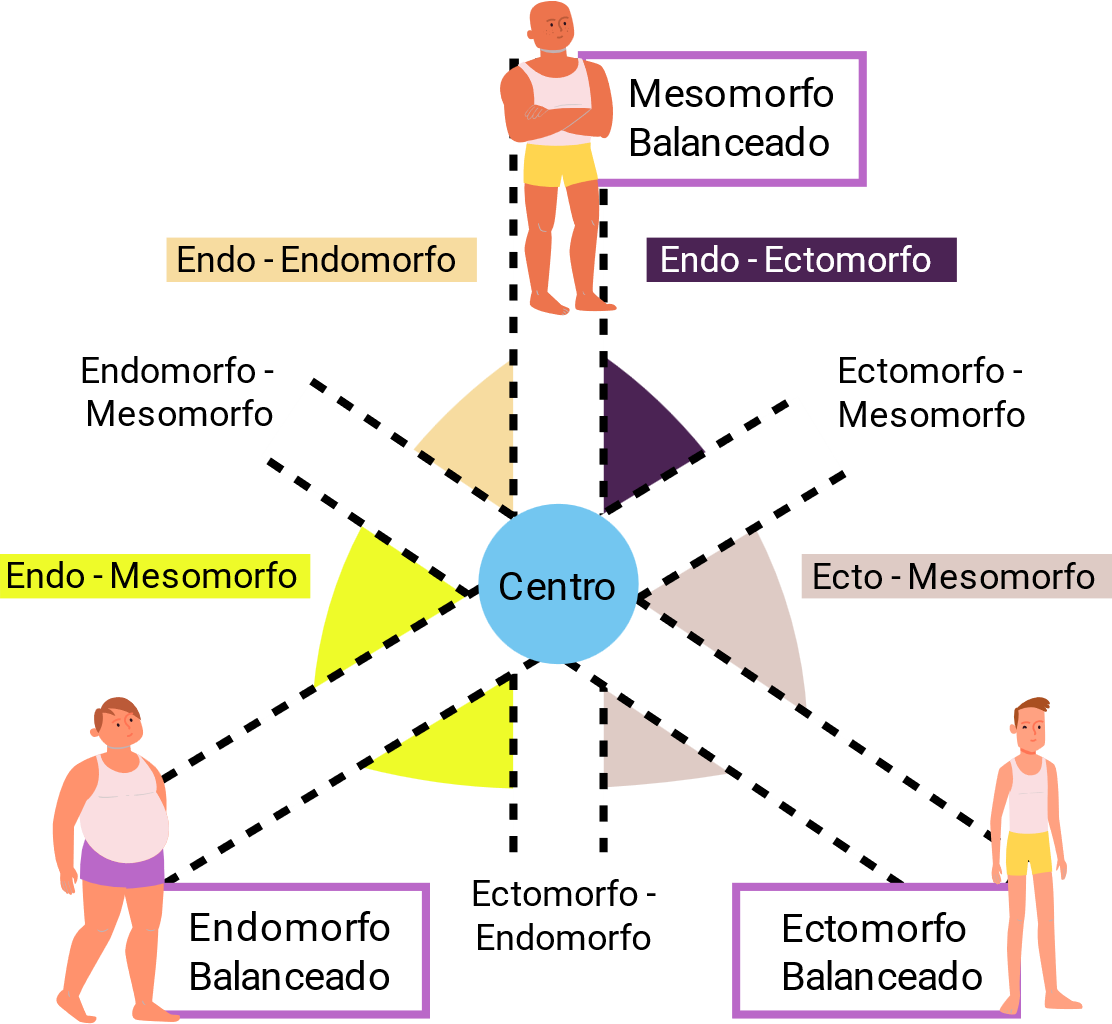 Mesomorfo
Balanceado
Endo - Endomorfo
Endo - Ectomorfo
Endomorfo -
Mesomorfo
Ectomorfo -
Mesomorfo
Endo - Mesomorfo
Centro
Ecto - Mesomorfo
Ectomorfo -
Endomorfo
Endomorfo
Balanceado
Ectomorfo
Balanceado